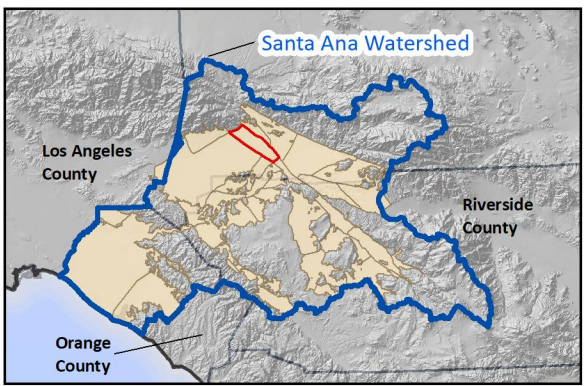 Santa Ana Watershed
Los Angeles
County
Riverside
County
Orange
County